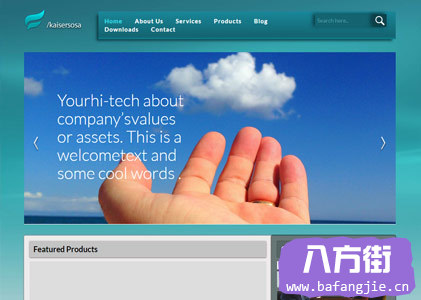 /kaisersosa
Home About Us Services Products Blog
Downloads Contact
Search here...
Yourhi-tech about
company'svalues
or assets. This is a
welcometext and
some cool words .
Featured Products
八方街
www.bafangjie.cn